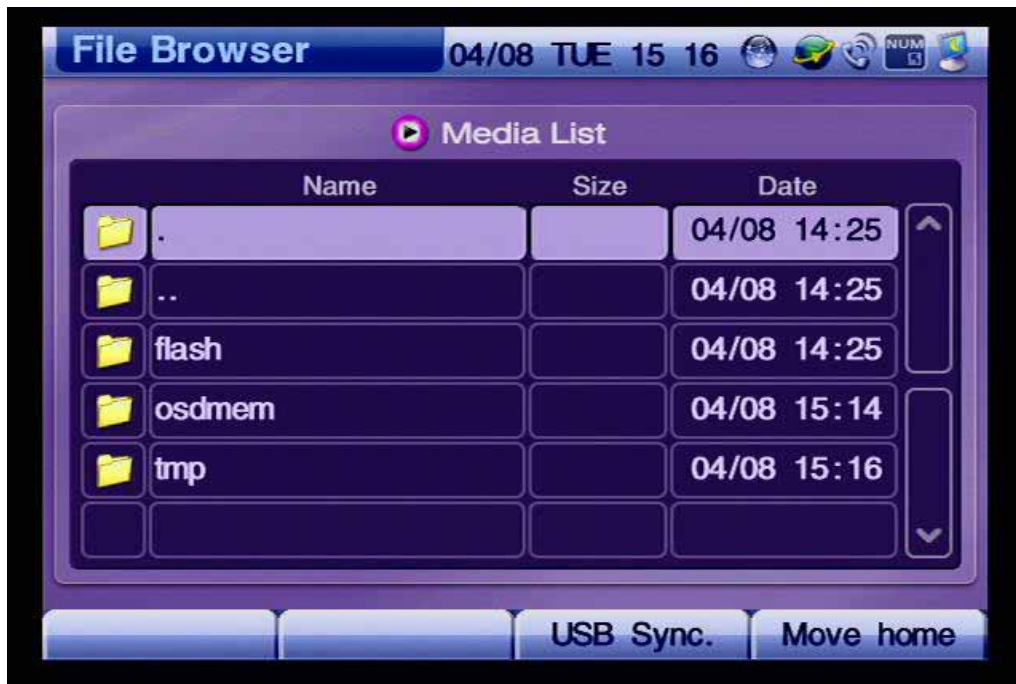 File Browser 04/08 TUE 15 16 NUM
Media List
Name Size Date
. 04/08 14:25
.. 04/08 14:25
flash 04/08 14:25
osdmem 04/08 15:14
tmp 04/08 15:16
USB Sync. Move home